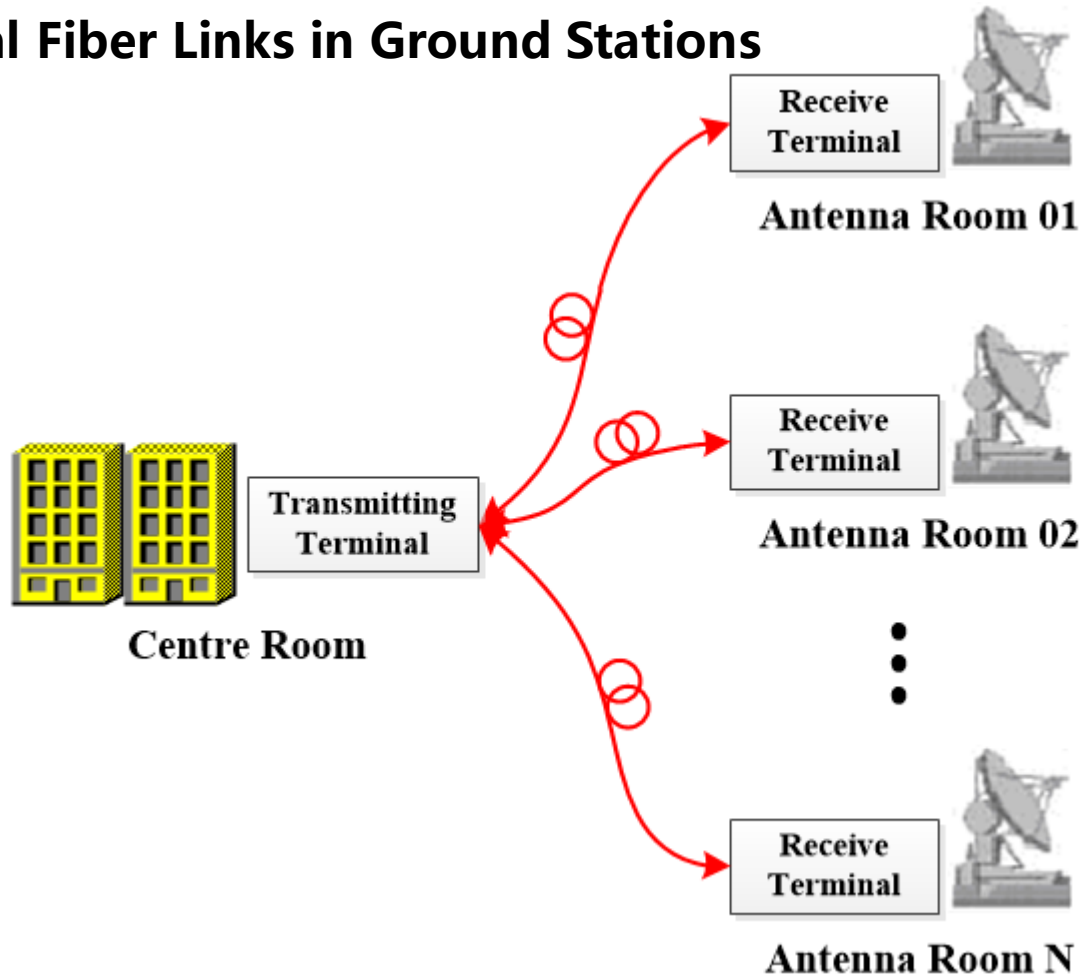 l Fiber Links in Ground Stations
Receive
Terminal
Antenna Room 01
Receive
Terminal
Antenna Room 02
Transmitting
Terminal
Centre Room
Receive
Terminal
Antenna Room N